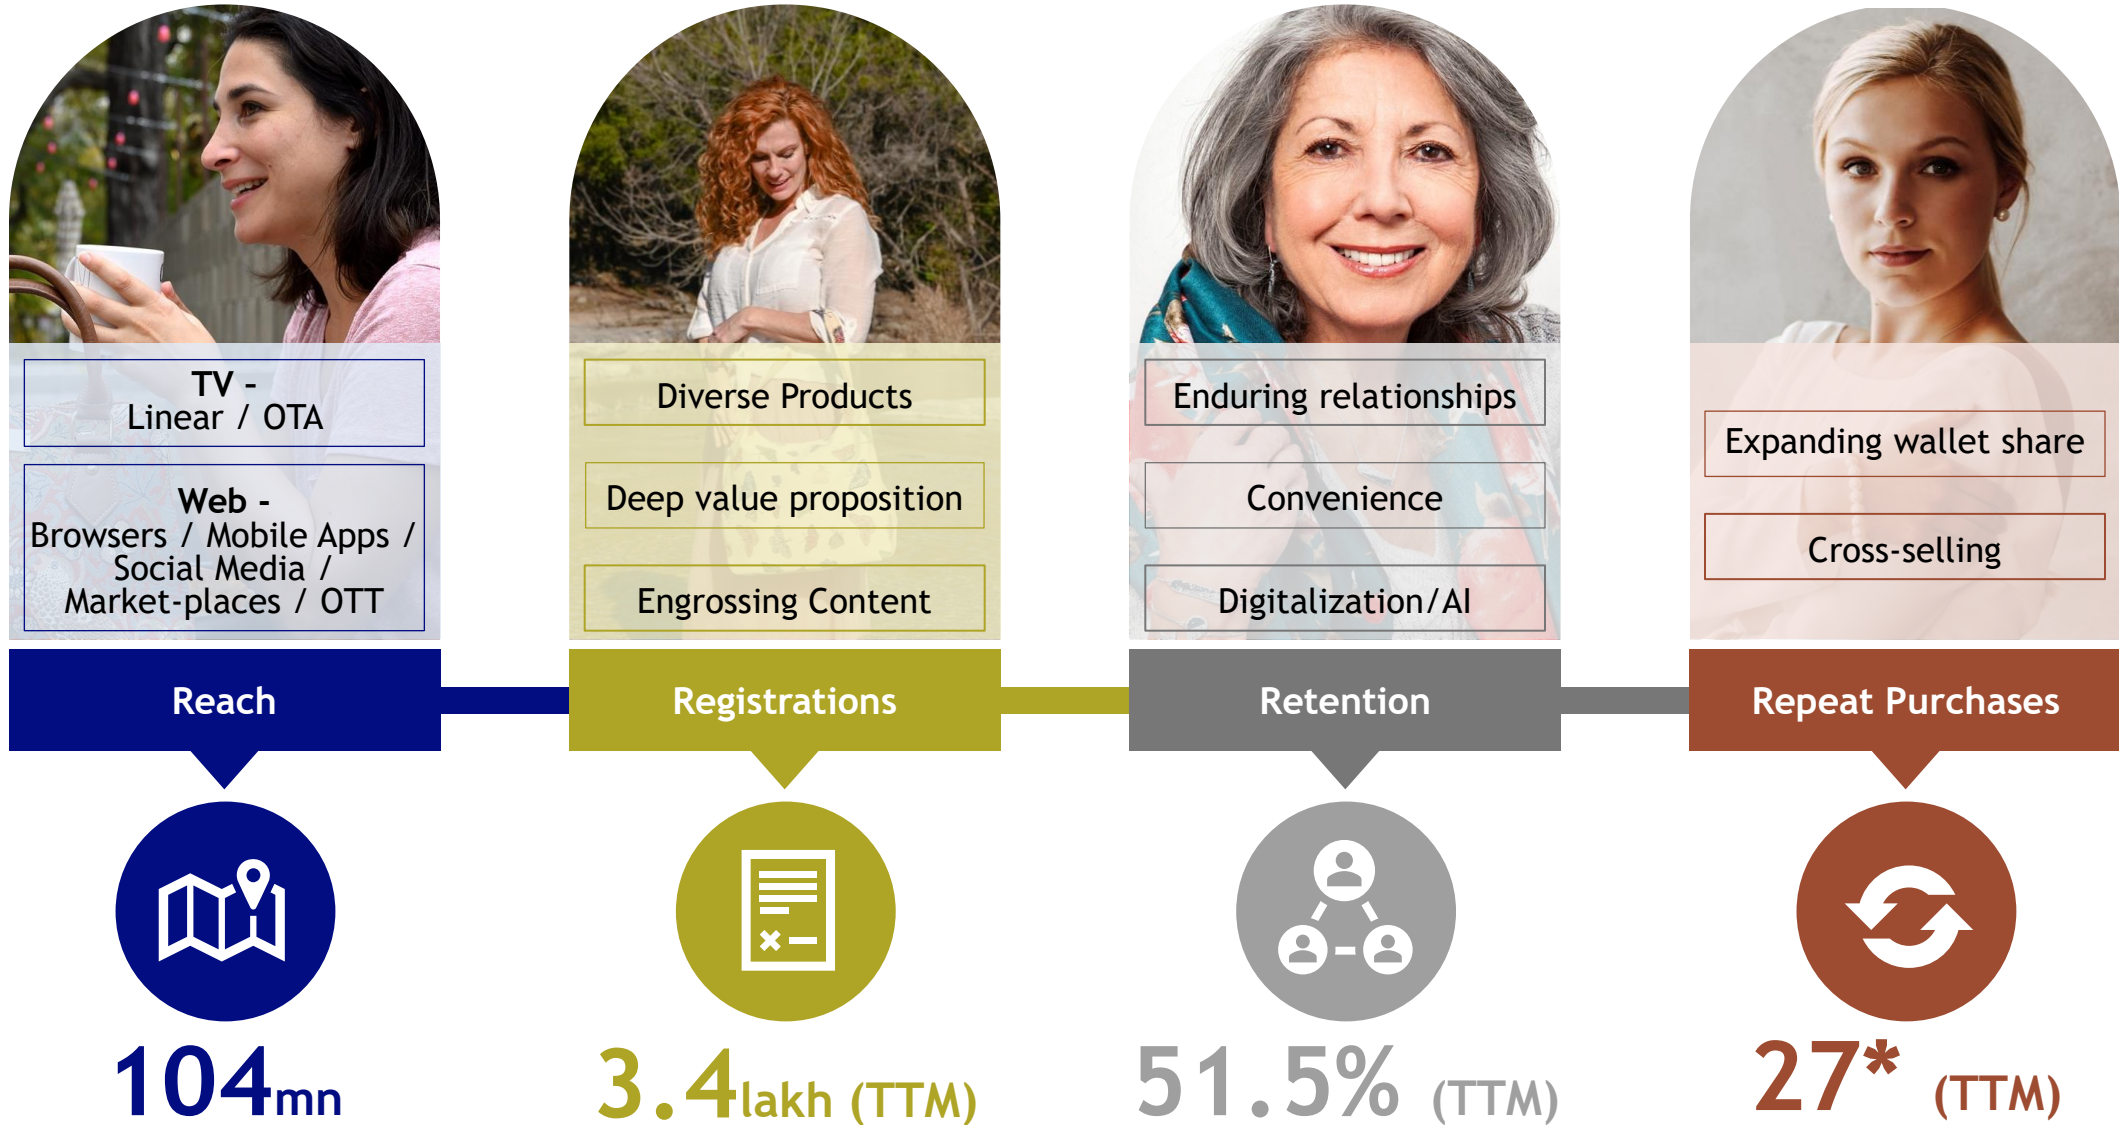 TV –
Linear / OTA
Web -
Browsers / Mobile Apps /
Social Media /
Market-places / OTT
Reach
104mn
Diverse Products
Deep value proposition
Engrossing Content
Registrations
3.4lakh (TTM)
Enduring relationships
Convenience
Digitalization/AI
Retention
51.5% (TTM)
Expanding wallet share
Cross-selling
Repeat Purchases
27* (TTM)